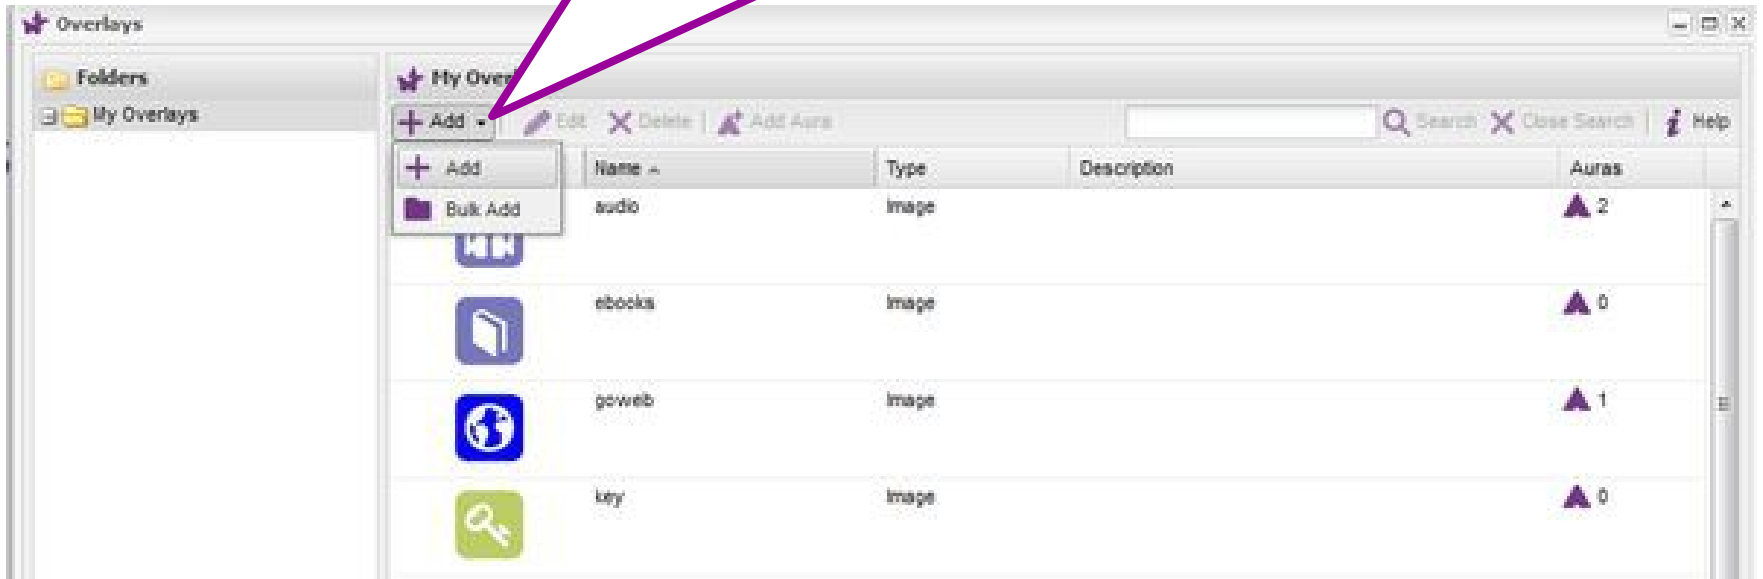 Overlays
Folders
My Overlays
My Over
Add Edit Delete Add Aura Search Close Search Help
Add
Bulk Add
Name Type Description Auras
audio Image 2
ebooks Image 0
goweb Image 1
key Image 0